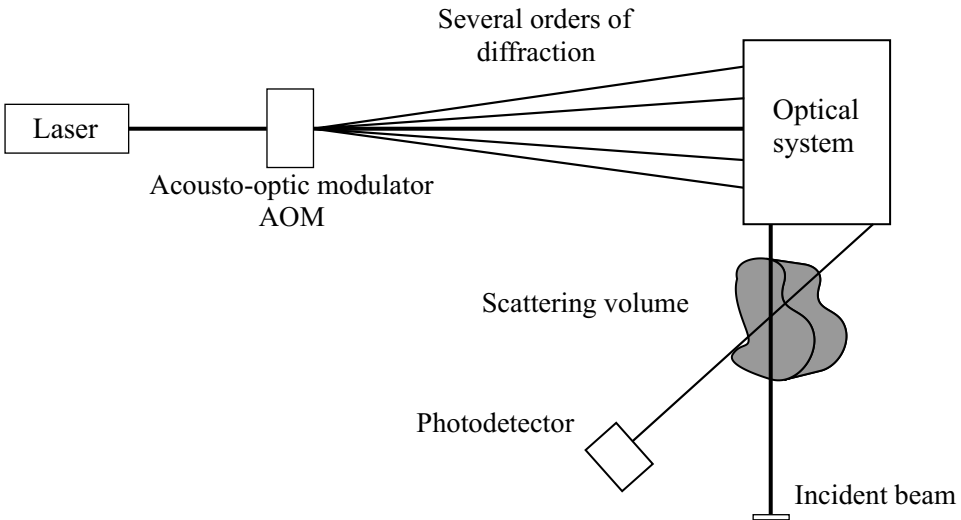 Several orders of
diffraction
Laser
Optical
system
Acousto-optic modulator
AOM
Scattering volume
Photodetector
Incident beam